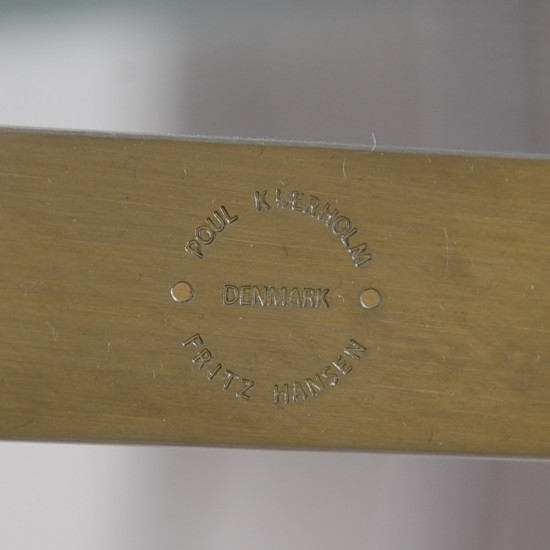 POUL KJÆRHOLM
DENMARK
FRITZ HANSEN